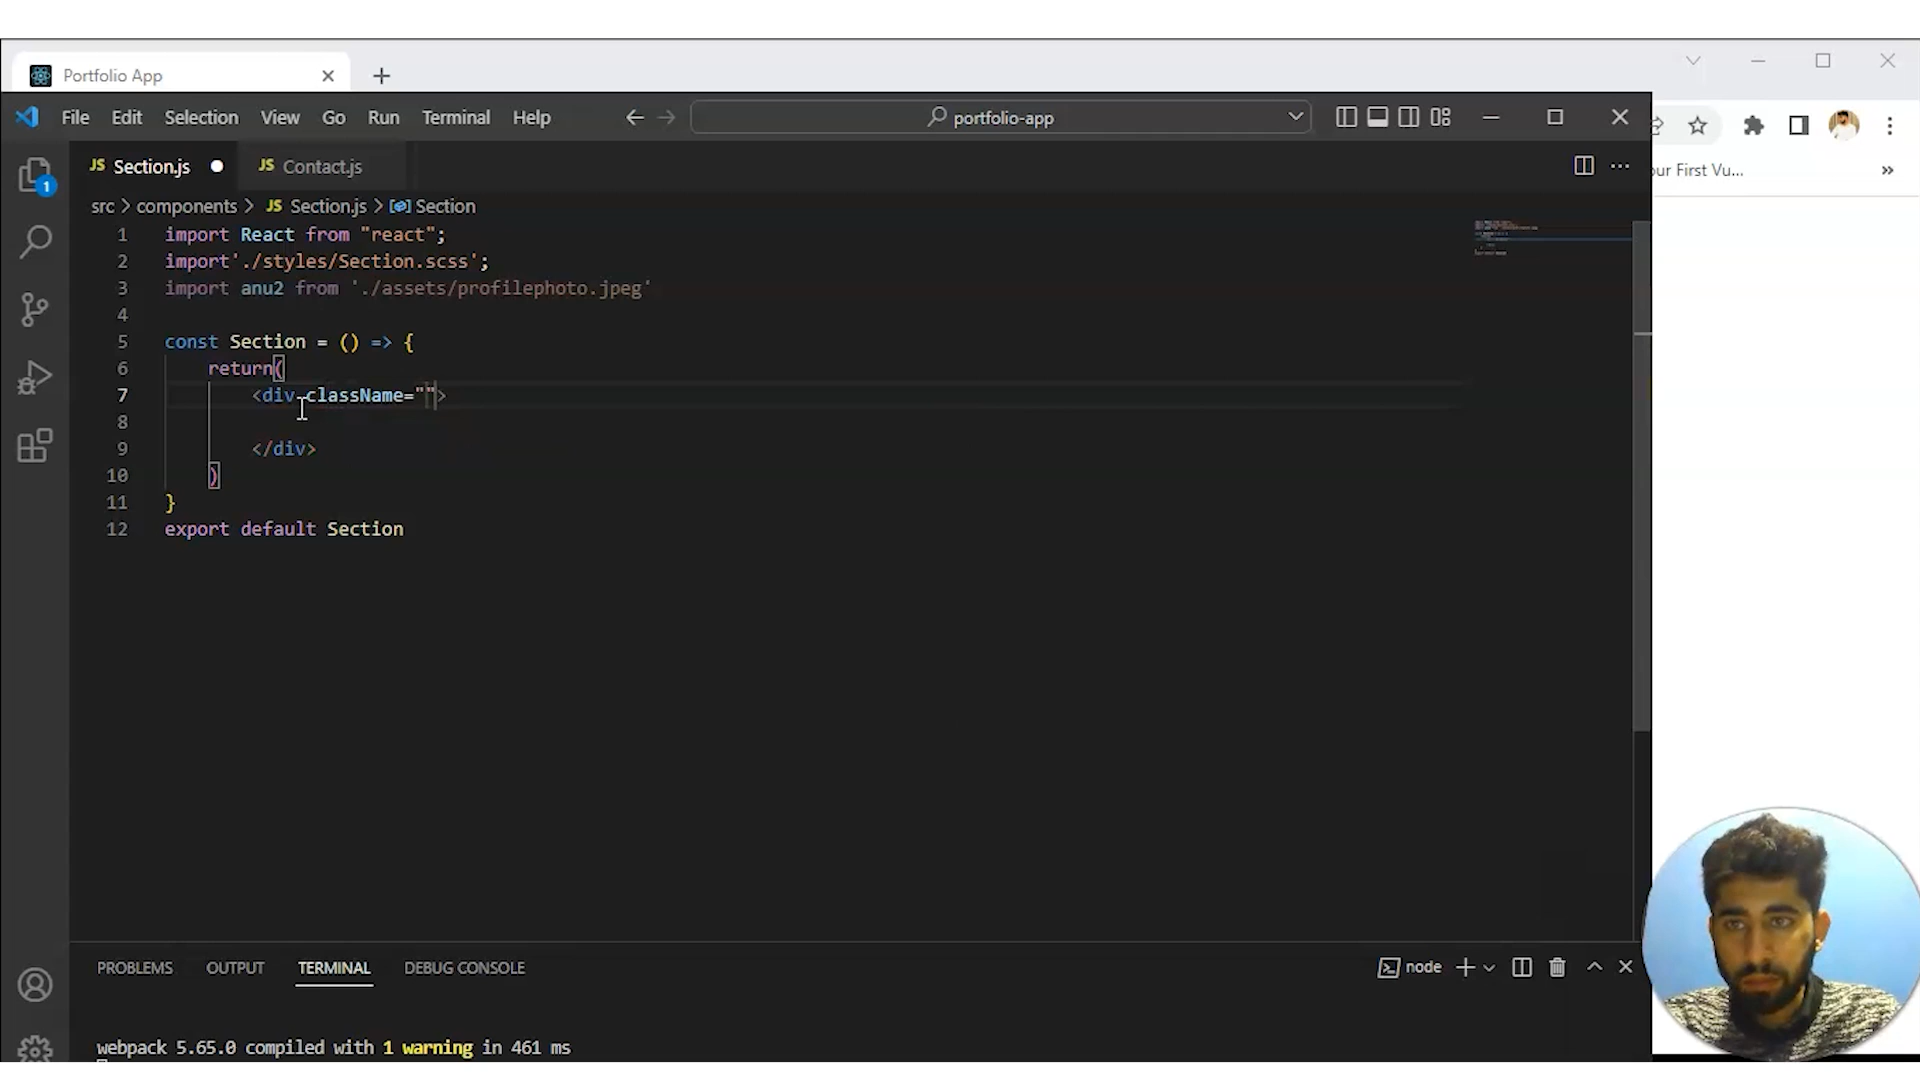 Portfolio App
File Edit Selection View Go Run Terminal Help
portfolio-app
JS Section.js
JS Contact.js
our First Vu...
»
src > components > JS Section.js > Section
1 import React from "react";
2 import'./styles/Section.scss';
3 import anu2 from './assets/profilephoto.jpeg'
4
5 const Section = () => {
6 return(
7 <div className="">
8
9 </div>
10 )
11 }
12 export default Section
1
PROBLEMS OUTPUT TERMINAL DEBUG CONSOLE
node
webpack 5.65.0 compiled with 1 warning in 461 ms